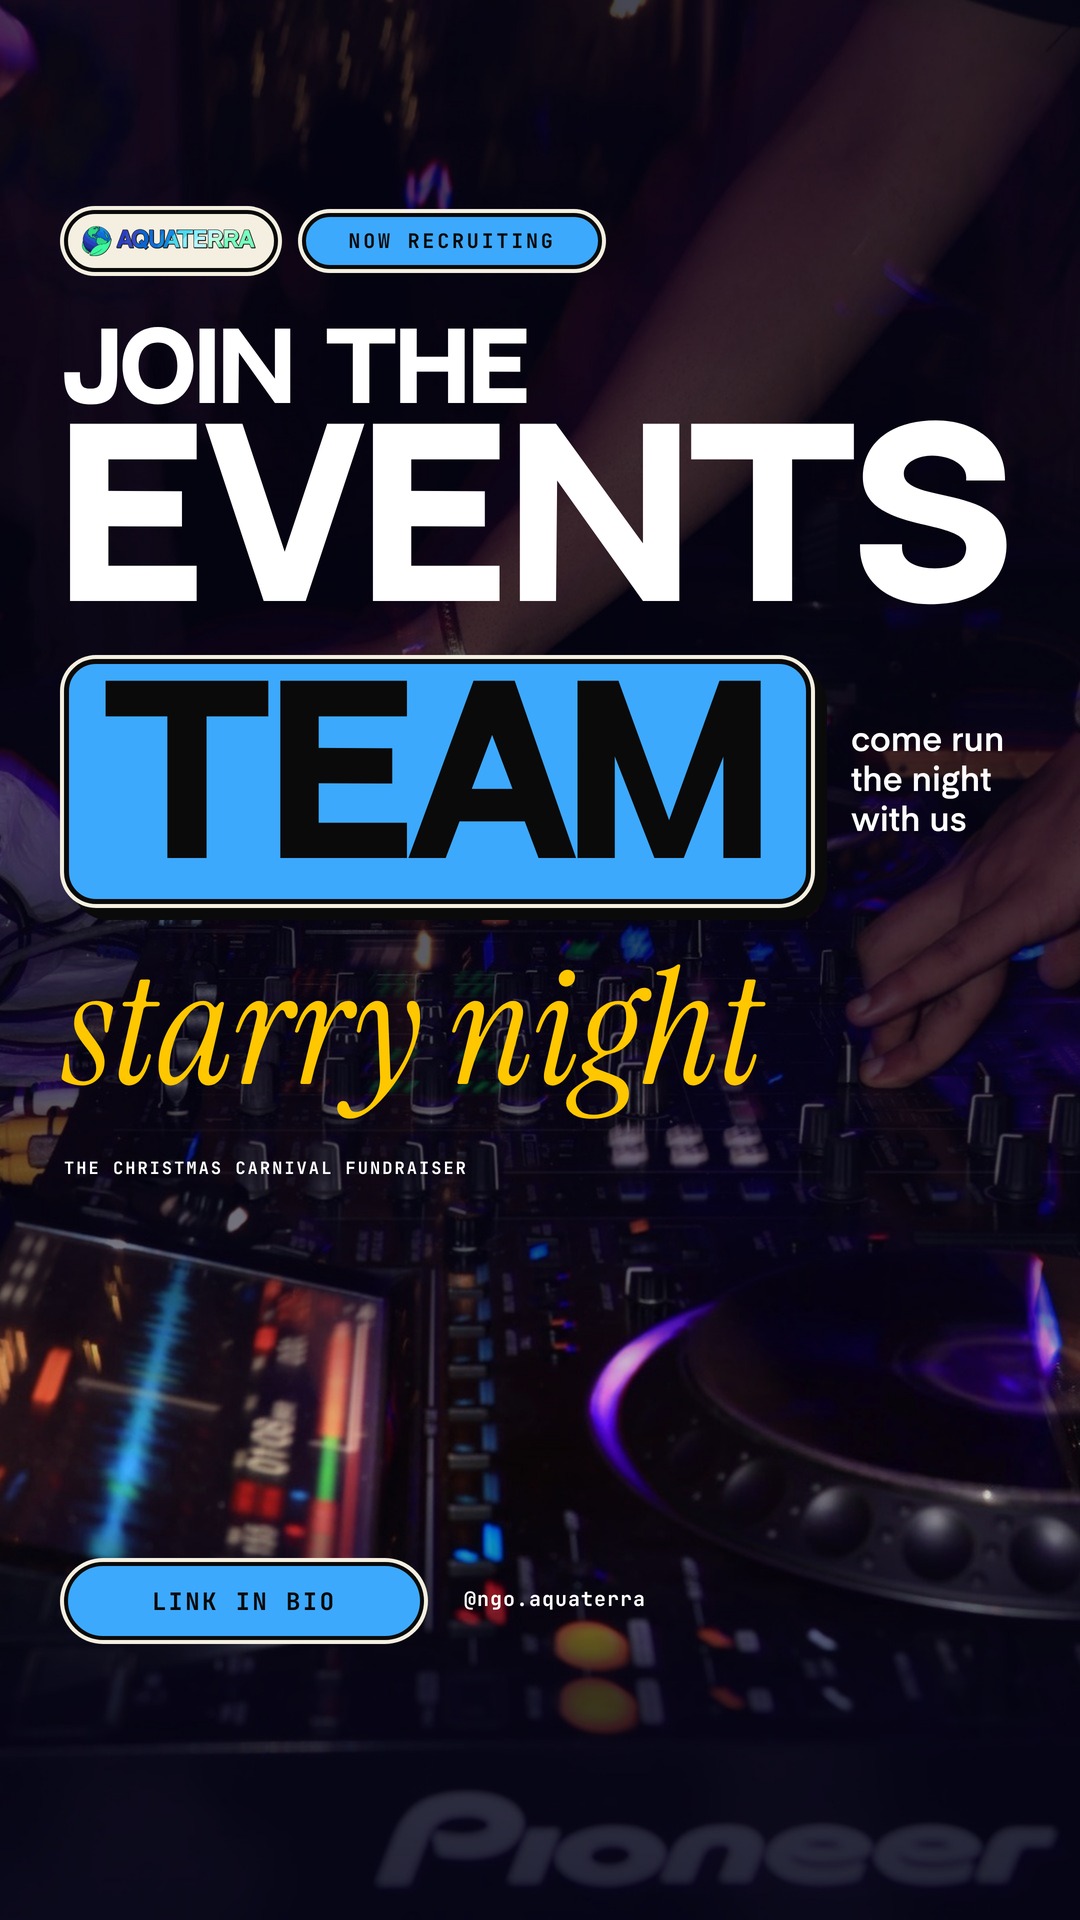 AQUATERRA
NOW RECRUITING
JOIN THE
EVENTS
TEAM
come run
the night
with us
starry night
THE CHRISTMAS CARNIVAL FUNDRAISER
LINK IN BIO
@ngo.aquaterra
Pioneer